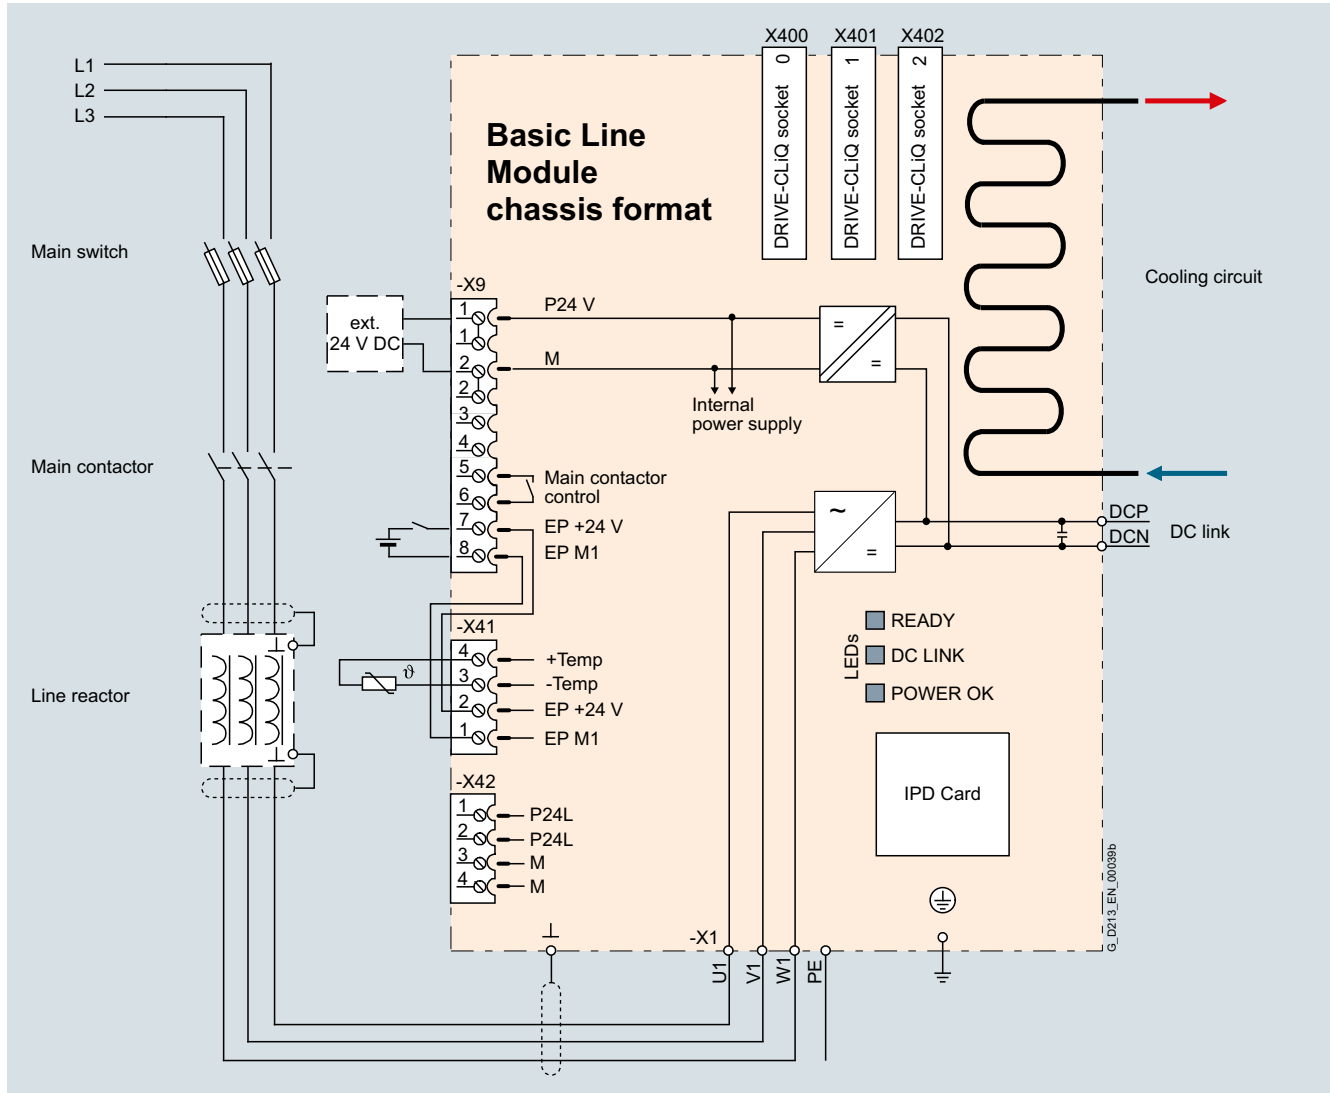 X400
X401
X402
L1
L2
L3
DRIVE-CLiQ socket 0
DRIVE-CLiQ socket 1
DRIVE-CLiQ socket 2
Basic Line
Module
chassis format
Main switch
Cooling circuit
-X9
ext.
24 V DC
1
1
2
2
3
4
5
6
7
8
P24 V
M
=
=
Internal
power supply
Main contactor
Main contactor
control
EP +24 V
EP M1
~
=
DCP
DCN
DC link
LEDs
READY
DC LINK
POWER OK
-X41
4
3
2
1
ϑ
+Temp
-Temp
EP +24 V
EP M1
Line reactor
-X42
1
2
3
4
P24L
P24L
M
M
IPD Card
G_D213_EN_00039b
-X1
U1
V1
W1
PE